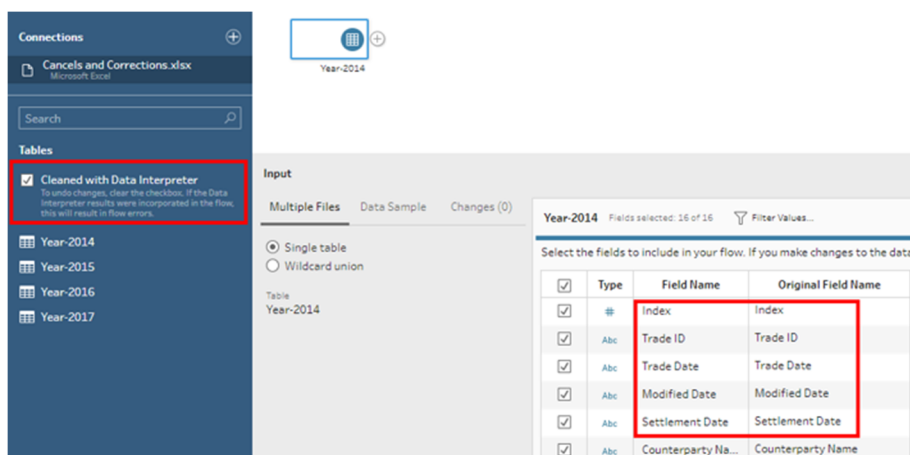 Connections
Cancels and Corrections.xlsx
Microsoft Excel
Search
Tables
Cleaned with Data Interpreter
To undo changes, clear the checkbox. If the Data
Interpreter results were incorporated in the flow,
this will result in flow errors.
Year-2014
Year-2015
Year-2016
Year-2017
Year-2014
Input
Multiple Files Data Sample Changes (0)
Single table
Wildcard union
Table
Year-2014
Year-2014 Fields selected: 16 of 16 Filter Values...
Select the fields to include in your flow. If you make changes to the data
Type Field Name Original Field Name
# Index Index
Abc Trade ID Trade ID
Abc Trade Date Trade Date
Abc Modified Date Modified Date
Abc Settlement Date Settlement Date
Abc Counterparty Na... Counterparty Name